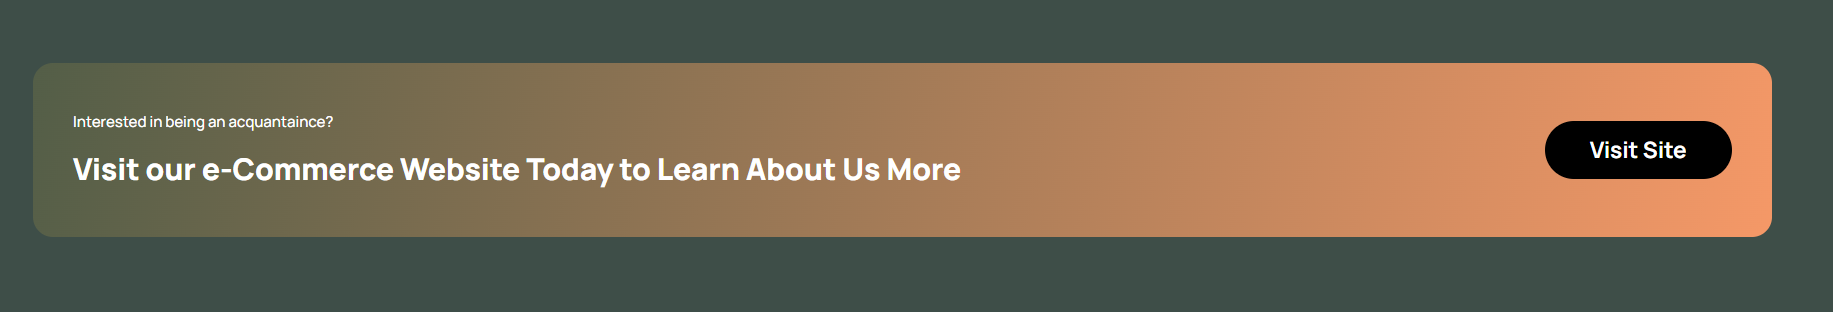 Interested in being an acquantaince?
Visit our e-Commerce Website Today to Learn About Us More
Visit Site